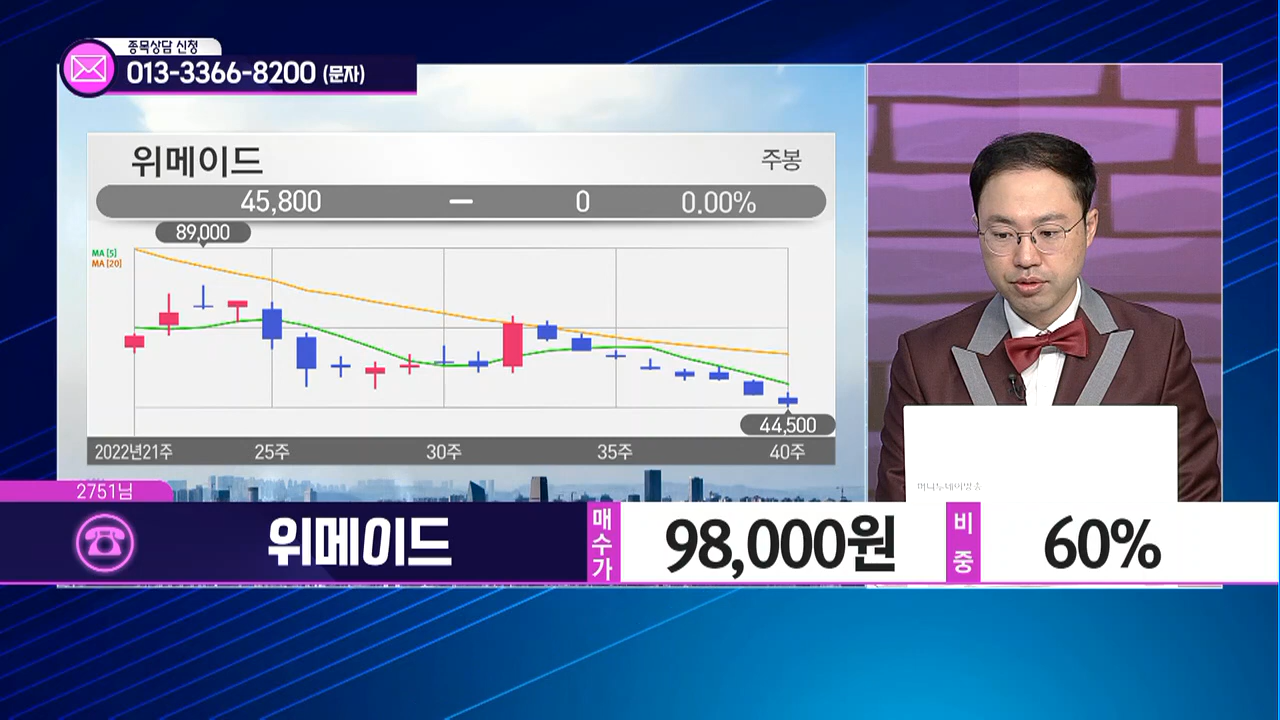 종목상담 신청
013-3366-8200 (문자)
위메이드
주봉
45,800 0 0.00%
89,000
MA [5]
MA [20]
44,500
2022년21주 25주 30주 35주 40주
2751님
위메이드
매수가
98,000원
비중
60%